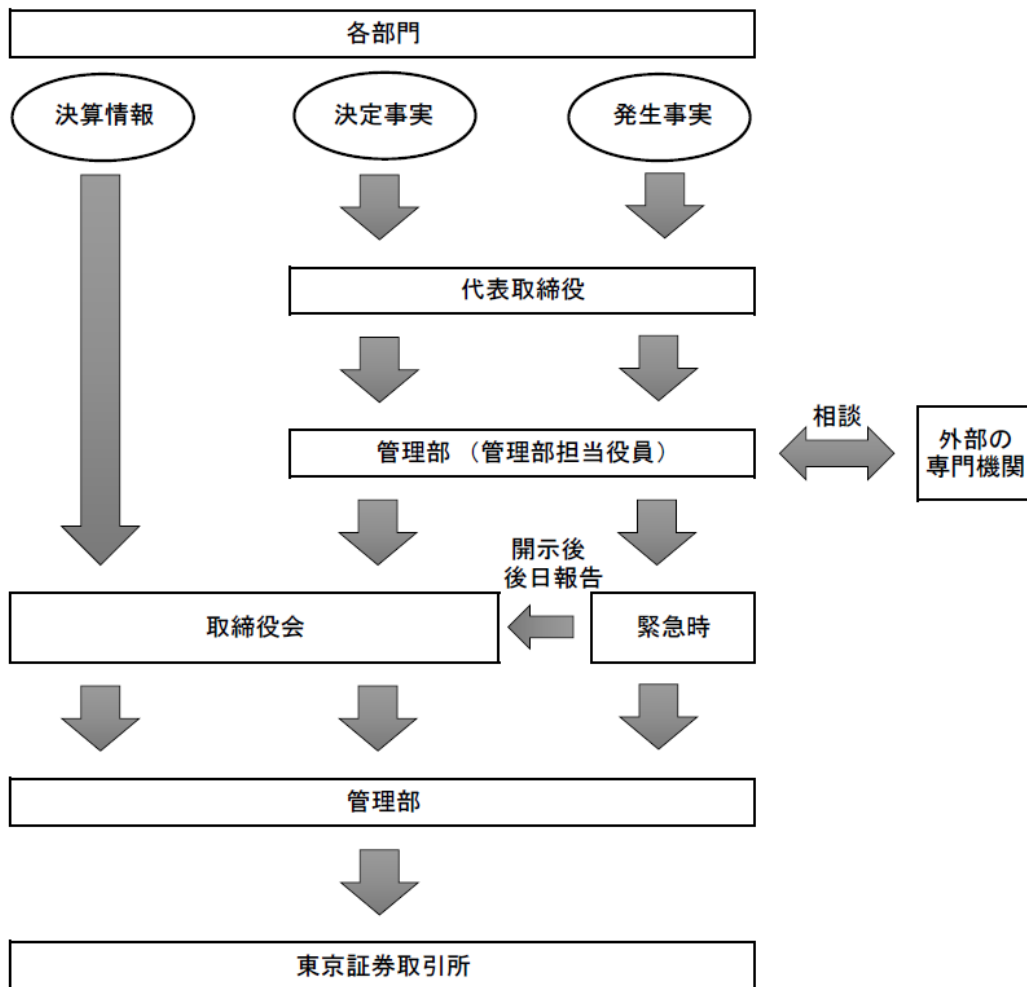 各部門
決算情報
決定事実
発生事実
代表取締役
管理部 （管理部担当役員）
相談
外部の
専門機関
開示後
後日報告
取締役会
緊急時
管理部
東京証券取引所